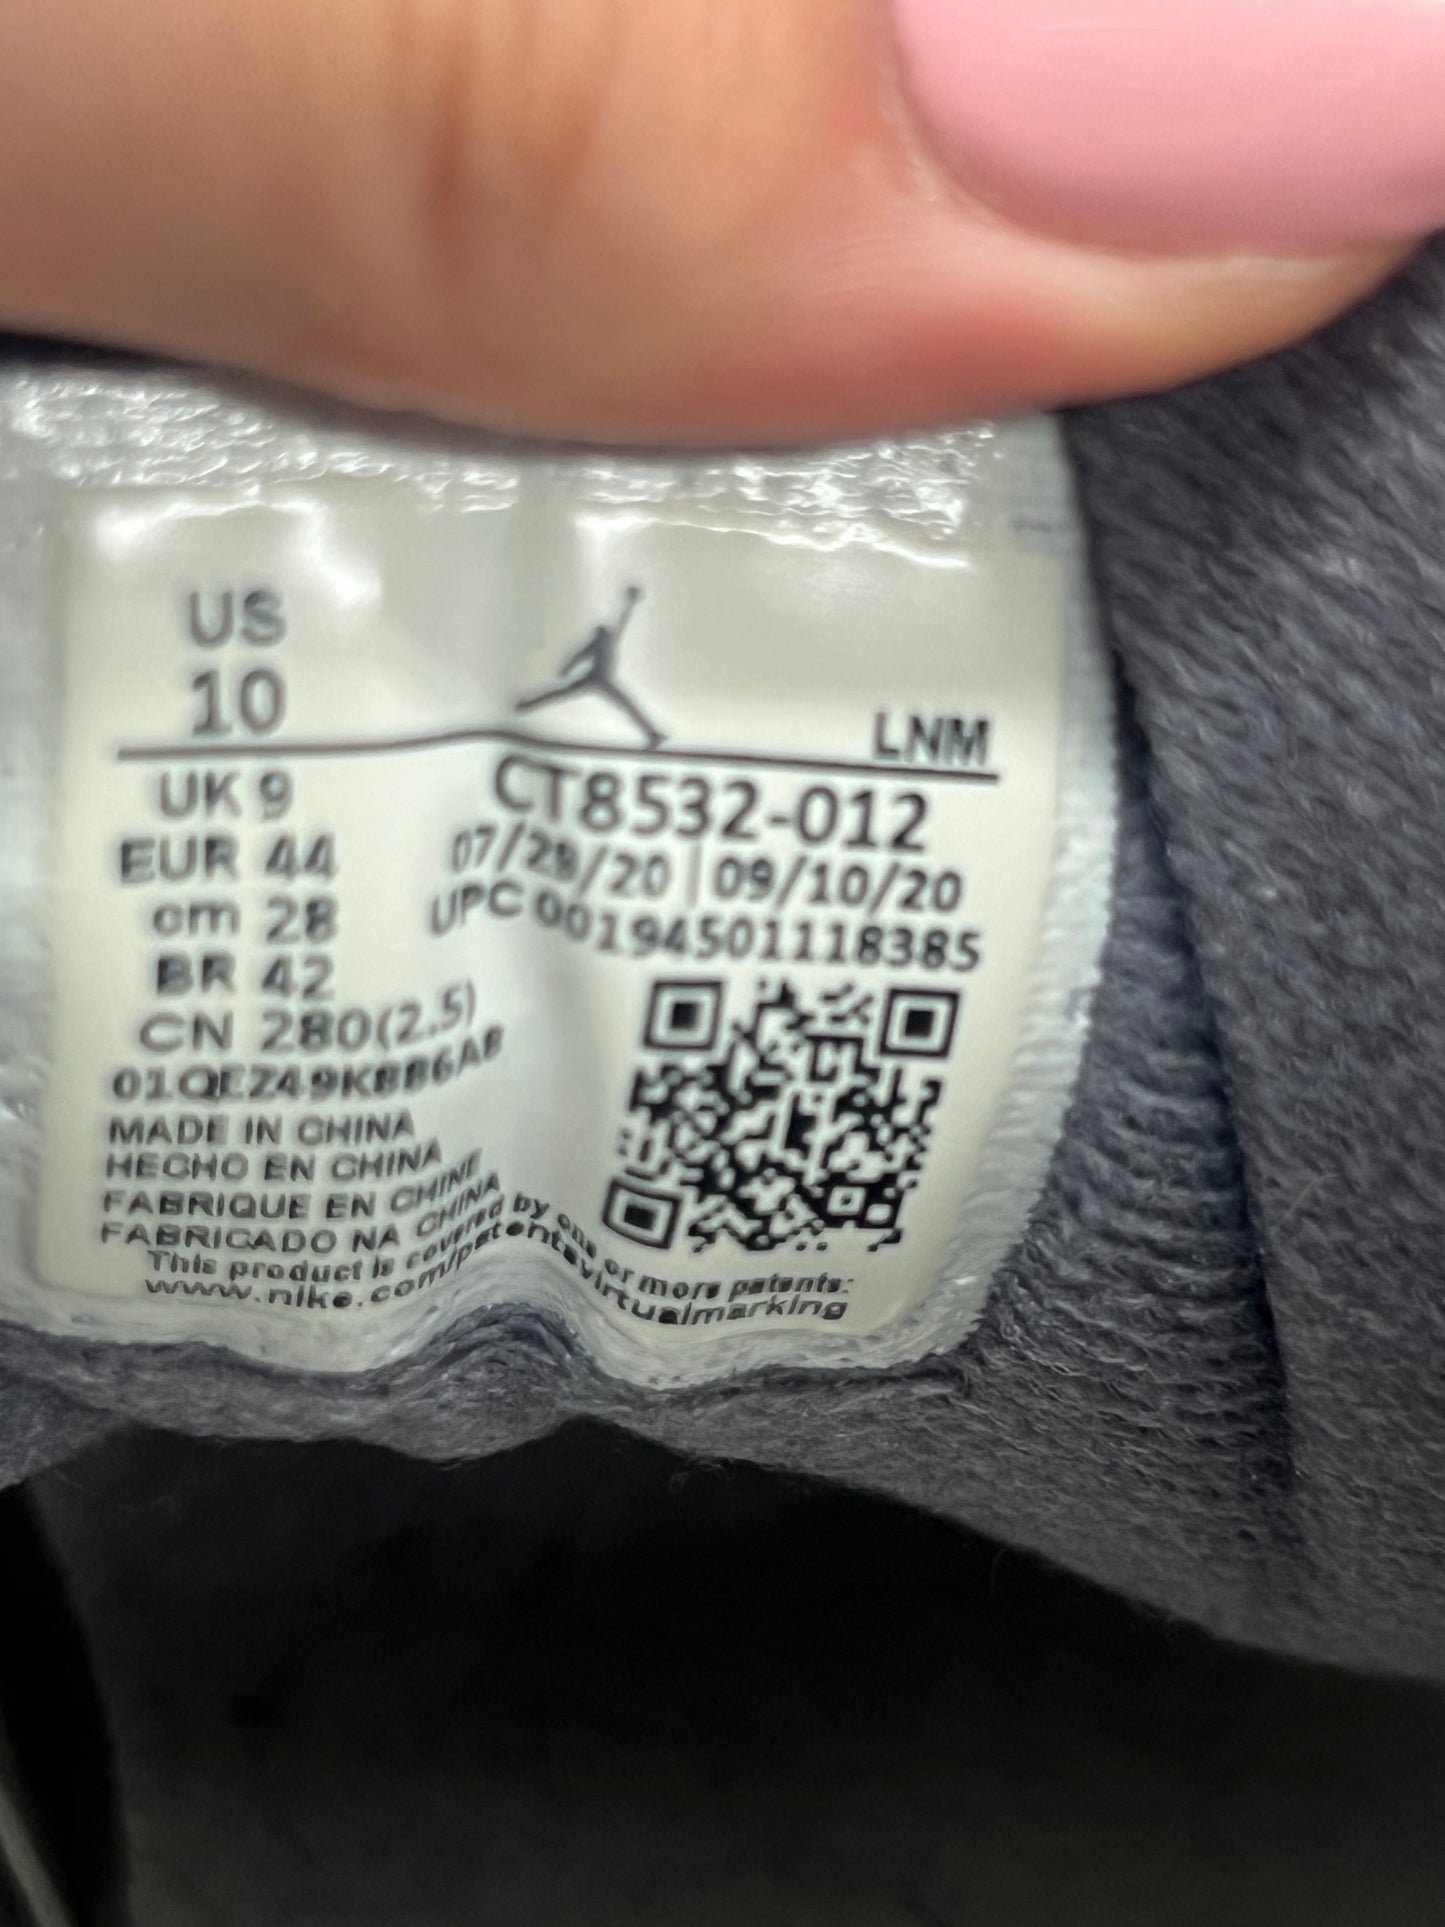 US
10
LNM
UK 9
CT8532-012
EUR 44
07/29/20 | 09/10/20
cm 28
UPC 00194501118385
BR 42
CN 280(2.5)
MADE IN CHINA
HECHO EN CHINA
FABRIQUE EN CHINE
FABRICADO NA CHINA
This product is covered by one or more patents:
www.nike.com/patentsvirtualmarking